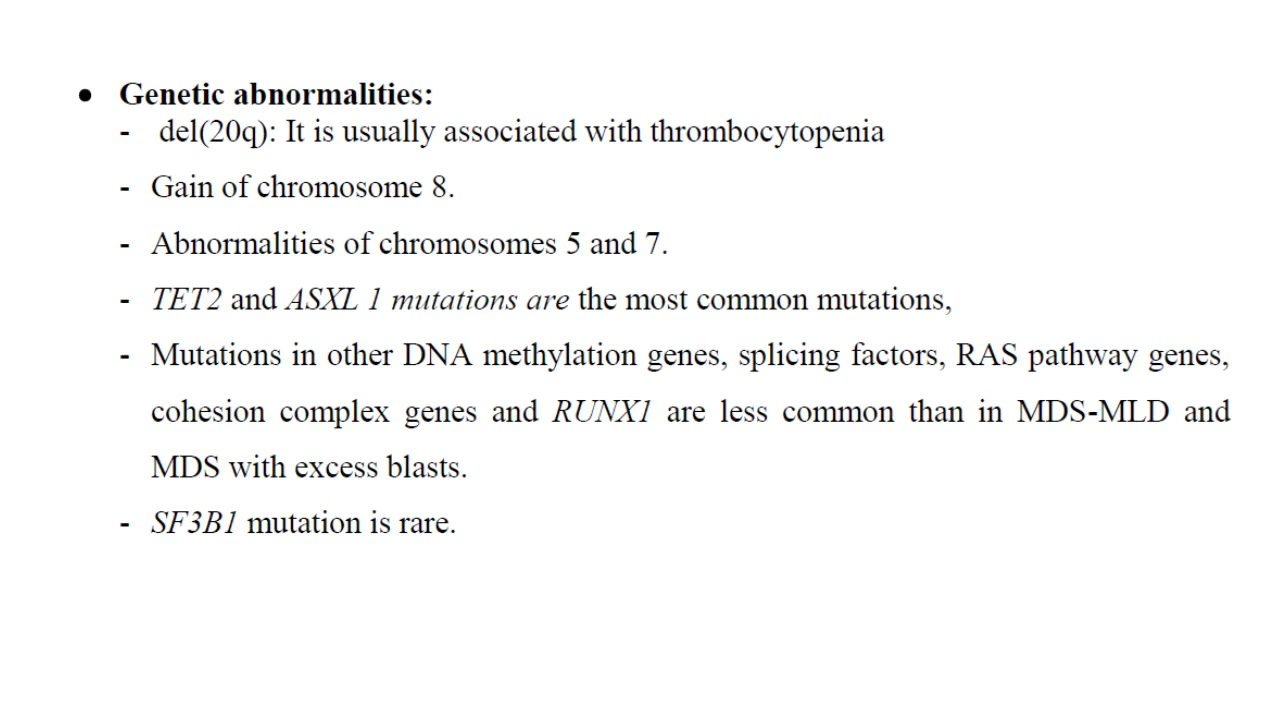 ● Genetic abnormalities:
- del(20q): It is usually associated with thrombocytopenia
- Gain of chromosome 8.
- Abnormalities of chromosomes 5 and 7.
- TET2 and ASXL 1 mutations are the most common mutations,
- Mutations in other DNA methylation genes, splicing factors, RAS pathway genes,
cohesion complex genes and RUNX1 are less common than in MDS-MLD and
MDS with excess blasts.
- SF3B1 mutation is rare.